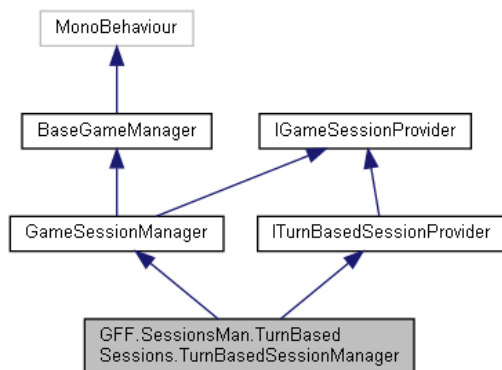 MonoBehaviour
BaseGameManager
IGameSessionProvider
GameSessionManager
ITurnBasedSessionProvider
GFF.SessionsMan.TurnBased
Sessions.TurnBasedSessionManager